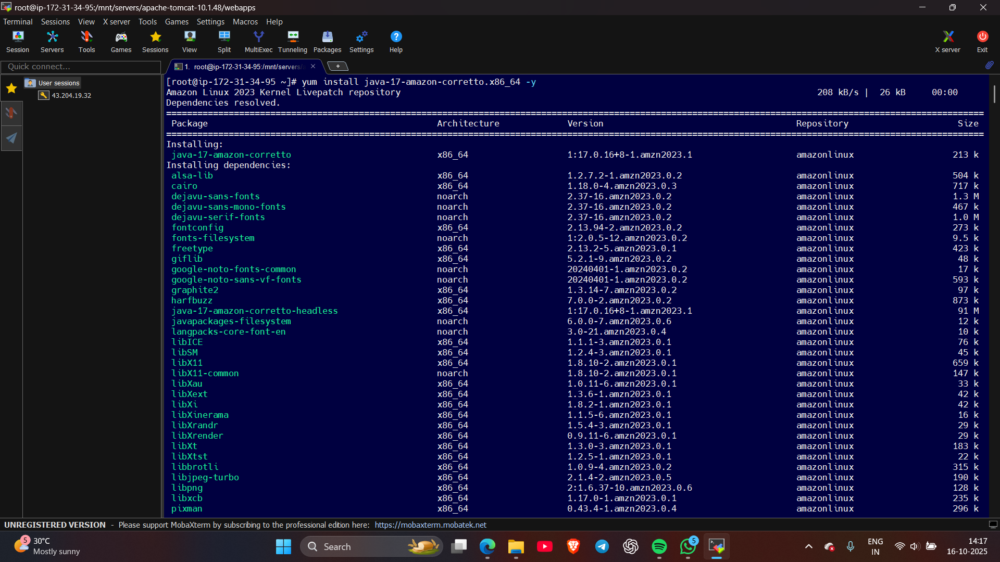 root@ip-172-31-34-95:/mnt/servers/apache-tomcat-10.1.48/webapps
Terminal Sessions View X server Tools Games Settings Macros Help
Session Servers Tools Games Sessions View Split MultiExec Tunneling Packages Settings Help X server Exit
Quick connect...
1. root@ip-172-31-34-95:/mnt/servers/
User sessions
43.204.19.32
[root@ip-172-31-34-95 ~]# yum install java-17-amazon-corretto.x86_64 -y
Amazon Linux 2023 Kernel Livepatch repository 208 kB/s | 26 kB 00:00
Dependencies resolved.
Package Architecture Version Repository Size
Installing:
java-17-amazon-corretto x86_64 1:17.0.16+8-1.amzn2023.1 amazonlinux 213 k
Installing dependencies:
alsa-lib x86_64 1.2.7.2-1.amzn2023.0.2 amazonlinux 504 k
cairo x86_64 1.18.0-4.amzn2023.0.3 amazonlinux 717 k
dejavu-sans-fonts noarch 2.37-16.amzn2023.0.2 amazonlinux 1.3 M
dejavu-sans-mono-fonts noarch 2.37-16.amzn2023.0.2 amazonlinux 467 k
dejavu-serif-fonts noarch 2.37-16.amzn2023.0.2 amazonlinux 1.0 M
fontconfig x86_64 2.13.94-2.amzn2023.0.2 amazonlinux 273 k
fonts-filesystem noarch 1:2.0.5-12.amzn2023.0.2 amazonlinux 9.5 k
freetype x86_64 2.13.2-5.amzn2023.0.1 amazonlinux 423 k
giflib x86_64 5.2.1-9.amzn2023.0.2 amazonlinux 48 k
google-noto-fonts-common noarch 20240401-1.amzn2023.0.2 amazonlinux 17 k
google-noto-sans-vf-fonts noarch 20240401-1.amzn2023.0.2 amazonlinux 593 k
graphite2 x86_64 1.3.14-7.amzn2023.0.2 amazonlinux 97 k
harfbuzz x86_64 7.0.0-2.amzn2023.0.2 amazonlinux 873 k
java-17-amazon-corretto-headless x86_64 1:17.0.16+8-1.amzn2023.1 amazonlinux 91 M
javapackages-filesystem noarch 6.0.0-7.amzn2023.0.6 amazonlinux 12 k
langpacks-core-font-en noarch 3.0-21.amzn2023.0.4 amazonlinux 10 k
libICE x86_64 1.1.1-3.amzn2023.0.1 amazonlinux 76 k
libSM x86_64 1.2.4-3.amzn2023.0.1 amazonlinux 45 k
libX11 x86_64 1.8.10-2.amzn2023.0.1 amazonlinux 659 k
libX11-common noarch 1.8.10-2.amzn2023.0.1 amazonlinux 147 k
libXau x86_64 1.0.11-6.amzn2023.0.1 amazonlinux 33 k
libXext x86_64 1.3.6-1.amzn2023.0.1 amazonlinux 42 k
libXi x86_64 1.8.2-1.amzn2023.0.1 amazonlinux 42 k
libXinerama x86_64 1.1.5-6.amzn2023.0.1 amazonlinux 16 k
libXrandr x86_64 1.5.4-3.amzn2023.0.1 amazonlinux 29 k
libXrender x86_64 0.9.11-6.amzn2023.0.1 amazonlinux 29 k
libXt x86_64 1.3.0-3.amzn2023.0.1 amazonlinux 183 k
libXtst x86_64 1.2.5-1.amzn2023.0.1 amazonlinux 22 k
libbrotli x86_64 1.0.9-4.amzn2023.0.2 amazonlinux 315 k
libjpeg-turbo x86_64 2.1.4-2.amzn2023.0.5 amazonlinux 190 k
libpng x86_64 2:1.6.37-10.amzn2023.0.6 amazonlinux 128 k
libxcb x86_64 1.17.0-1.amzn2023.0.1 amazonlinux 235 k
pixman x86_64 0.43.4-1.amzn2023.0.4 amazonlinux 296 k
UNREGISTERED VERSION - Please support MobaXterm by subscribing to the professional edition here: https://mobaxterm.mobatek.net
5 30°C
Mostly sunny
Search
5
ENG
IN
14:17
16-10-2025